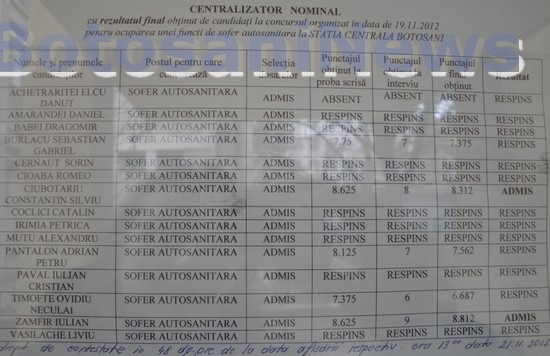 CENTRALIZATOR NOMINAL
cu rezultatul final obținut de candidați la concursul organizat în data de 19.11.2012
pentru ocuparea unei functii de sofer autosanitara la STATIA CENTRALA BOTOSANI
BotosaniNews
Numele și prenumele candidaților Postul pentru care concurează Selecția dosarelor Punctajul obținut la proba scrisă Punctajul obținut la interviu Punctajul final obținut Rezultat
ACHETRARITEI ELCU DANUT SOFER AUTOSANITARA ADMIS ABSENT ABSENT ABSENT RESPINS
AMARANDEI DANIEL SOFER AUTOSANITARA ADMIS RESPINS RESPINS RESPINS RESPINS
BABEI DRAGOMIR SOFER AUTOSANITARA ADMIS RESPINS RESPINS RESPINS RESPINS
BURLACU SEBASTIAN GABRIEL SOFER AUTOSANITARA ADMIS 7.75 7 7.375 RESPINS
CERNAUT SORIN SOFER AUTOSANITARA ADMIS RESPINS RESPINS RESPINS RESPINS
CIOABA ROMEO SOFER AUTOSANITARA ADMIS RESPINS RESPINS RESPINS RESPINS
CIUBOTARIU CONSTANTIN SILVIU SOFER AUTOSANITARA ADMIS 8.625 8 8.312 ADMIS
COCLICI CATALIN SOFER AUTOSANITARA ADMIS RESPINS RESPINS RESPINS RESPINS
IRIMIA PETRICA SOFER AUTOSANITARA ADMIS RESPINS RESPINS RESPINS RESPINS
MUTU ALEXANDRU SOFER AUTOSANITARA ADMIS RESPINS RESPINS RESPINS RESPINS
PANTALON ADRIAN PETRU SOFER AUTOSANITARA ADMIS 8.125 7 7.562 RESPINS
PAVAL IULIAN CRISTIAN SOFER AUTOSANITARA ADMIS RESPINS RESPINS RESPINS RESPINS
TIMOFTE OVIDIU NECULAI SOFER AUTOSANITARA ADMIS 7.375 6 6.687 RESPINS
ZAMFIR IULIAN SOFER AUTOSANITARA ADMIS 8.625 9 8.812 ADMIS
VASILACHE LIVIU SOFER AUTOSANITARA ADMIS RESPINS RESPINS RESPINS RESPINS
drept de contestatie in 48 de ore de la data afisarii respectiv ora 13⁰⁰ data 21.11.2012